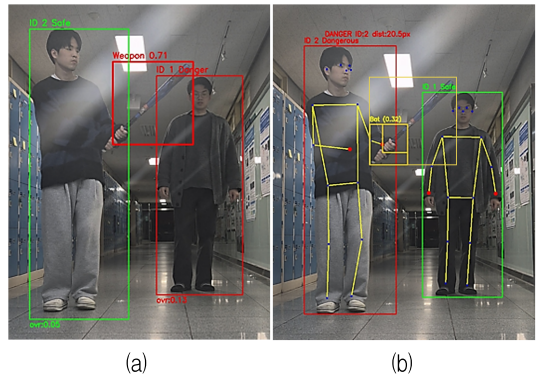 ID 2 Safe
Weapon 0.71
ID 1 Danger
ovr:0.05
ovr:0.13
(a)
DANGER ID:2 dist:20.5px
ID 2 Dangerous
ID 1 Safe
Bat (0.32)
(b)